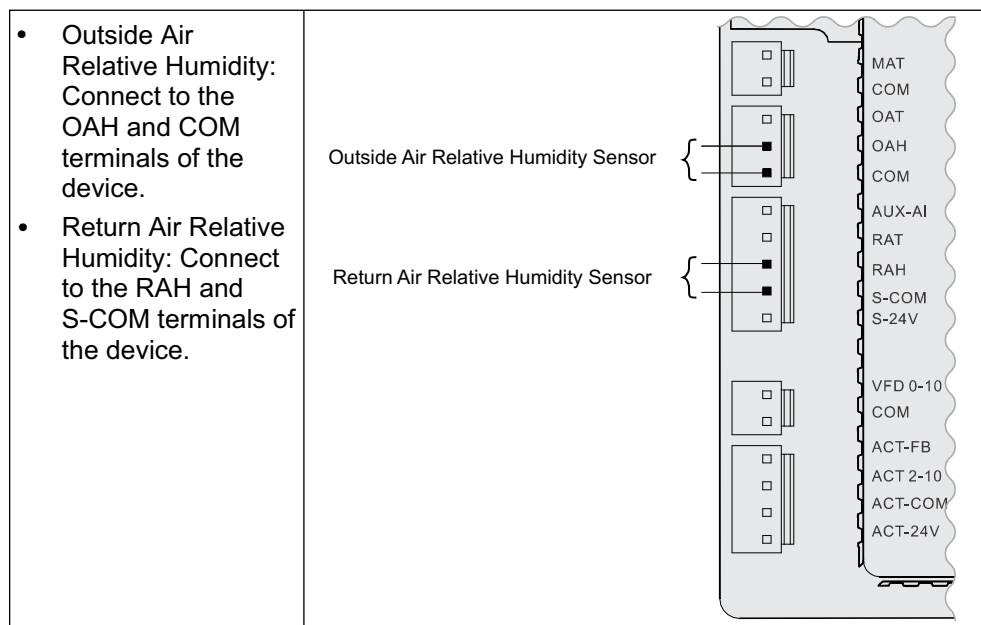 • Outside Air
Relative Humidity:
Connect to the
OAH and COM
terminals of the
device.
• Return Air Relative
Humidity: Connect
to the RAH and
S-COM terminals of
the device.
Outside Air Relative Humidity Sensor
Return Air Relative Humidity Sensor
MAT
COM
OAT
OAH
COM
AUX-AI
RAT
RAH
S-COM
S-24V
VFD 0-10
COM
ACT-FB
ACT 2-10
ACT-COM
ACT-24V